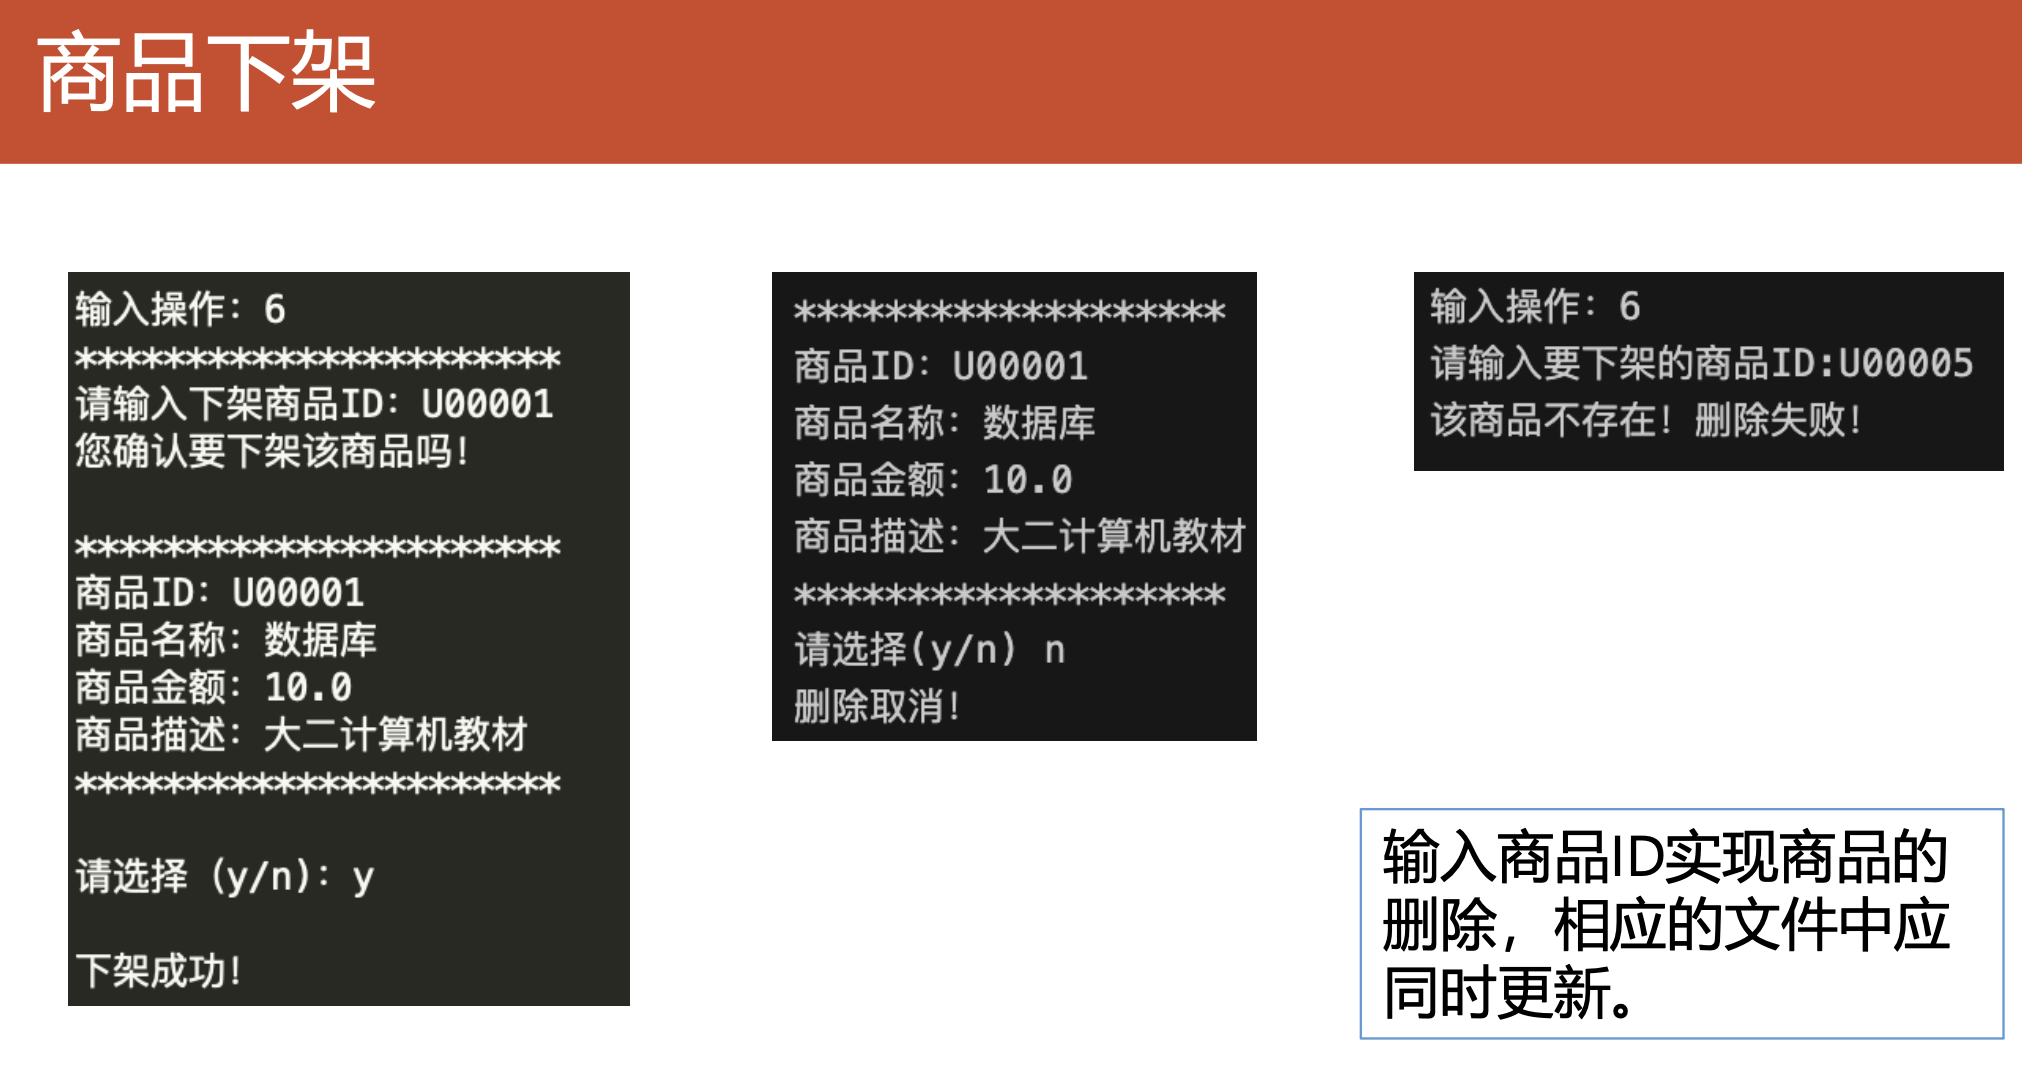 商品下架
输入操作：6
**********************
请输入下架商品ID：U00001
您确认要下架该商品吗！
**********************
商品ID：U00001
商品名称：数据库
商品金额：10.0
商品描述：大二计算机教材
**********************
请选择（y/n）：y
下架成功！
*******************
商品ID：U00001
商品名称：数据库
商品金额：10.0
商品描述：大二计算机教材
*******************
请选择(y/n) n
删除取消！
输入操作：6
请输入要下架的商品ID:U00005
该商品不存在！删除失败！
输入商品ID实现商品的
删除，相应的文件中应
同时更新。